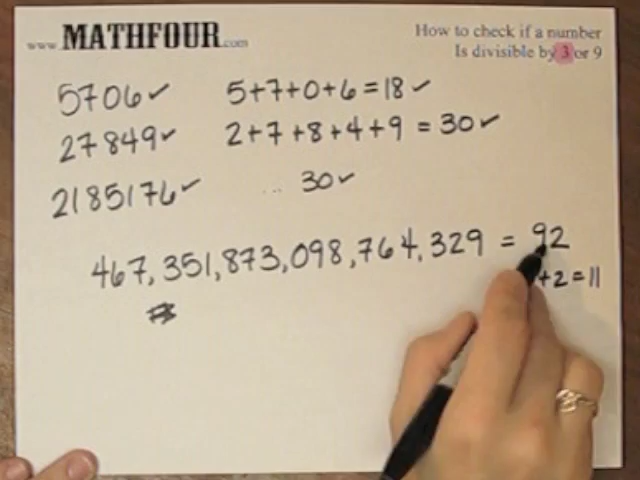 www.MATHFOUR.com
How to check if a number
Is divisible by 3 or 9
5706✓ 5+7+0+6=18✓
27849✓ 2+7+8+4+9=30✓
2185176✓ ... 30✓
467,351,873,098,764,329 = 92
+2=11